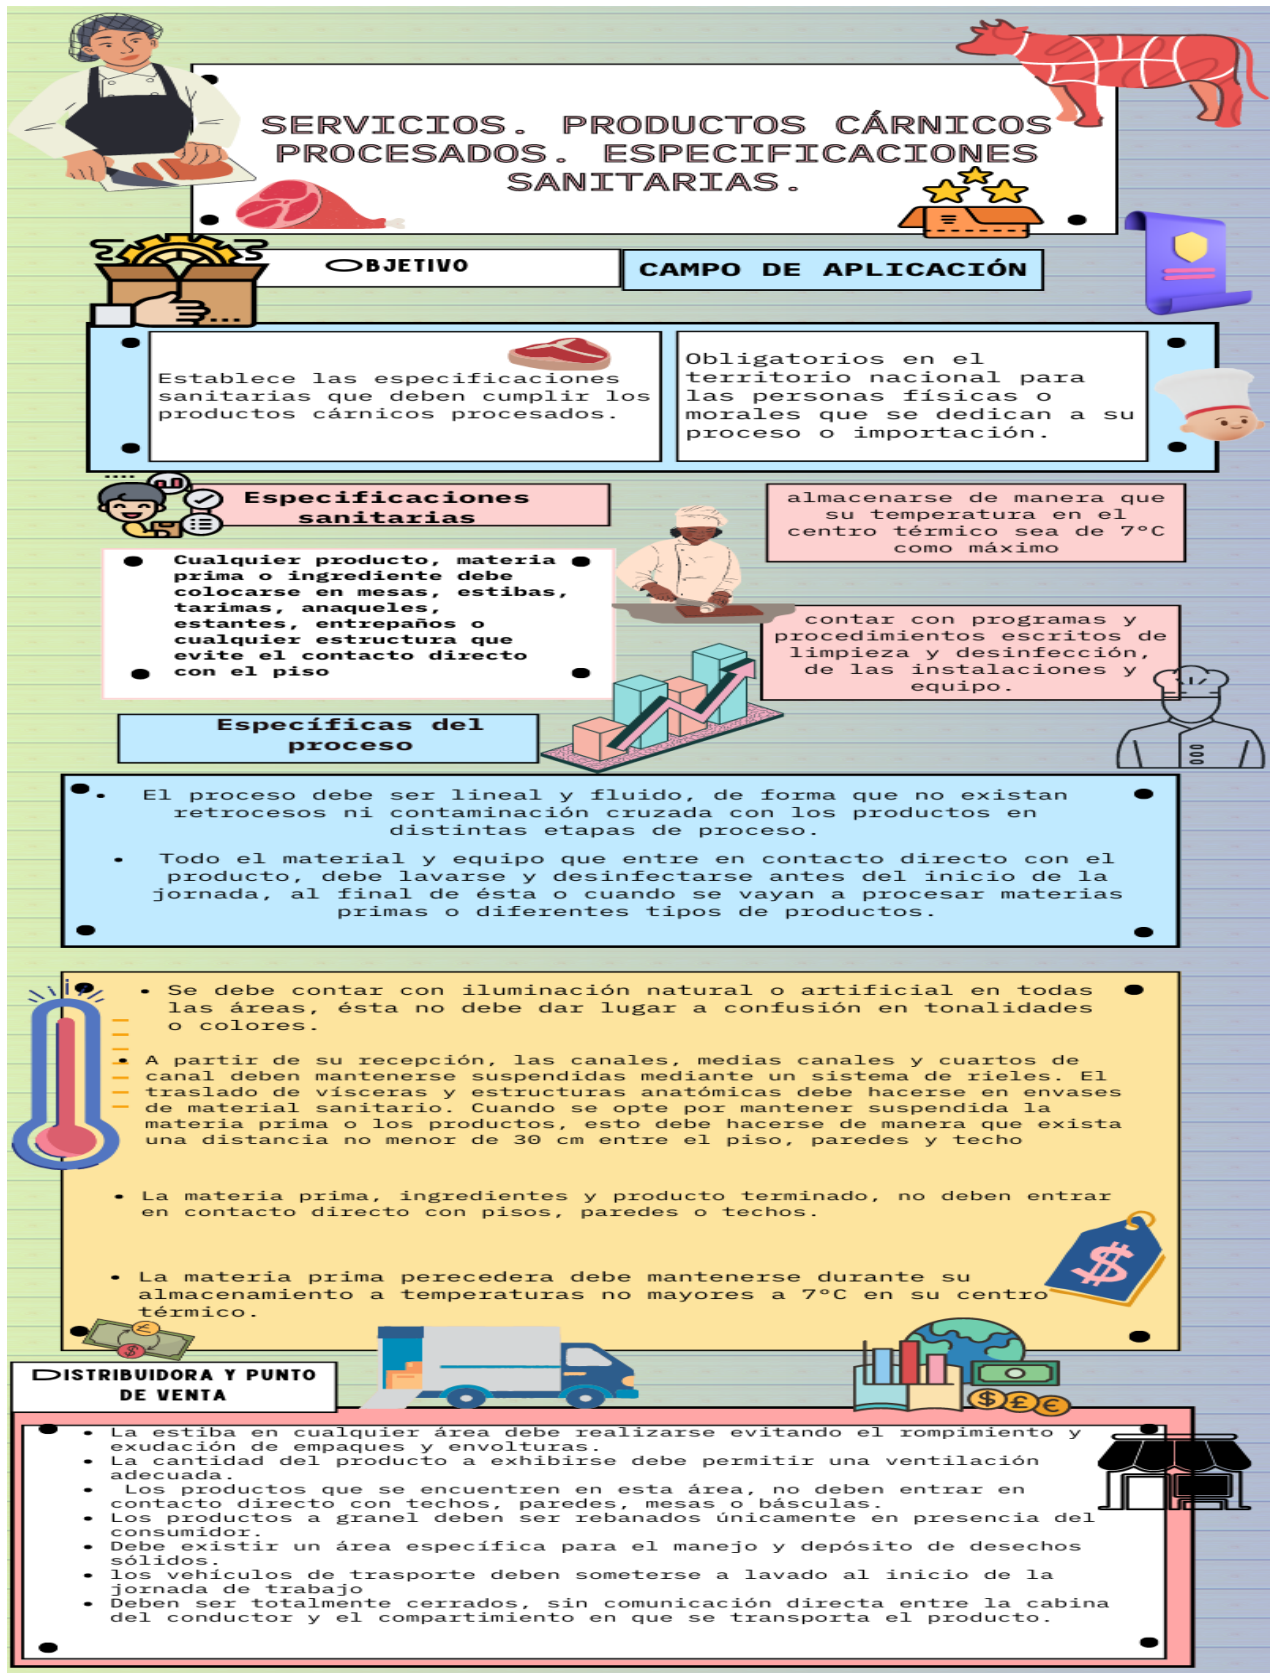 SERVICIOS. PRODUCTOS CÁRNICOS
PROCESADOS. ESPECIFICACIONES
SANITARIAS.
OBJETIVO
CAMPO DE APLICACIÓN
Establece las especificaciones
sanitarias que deben cumplir los
productos cárnicos procesados.
Obligatorios en el
territorio nacional para
las personas físicas o
morales que se dedican a su
proceso o importación.
Especificaciones
sanitarias
almacenarse de manera que
su temperatura en el
centro térmico sea de 7°C
como máximo
Cualquier producto, materia
prima o ingrediente debe
colocarse en mesas, estibas,
tarimas, anaqueles,
estantes, entrepaños o
cualquier estructura que
evite el contacto directo
con el piso
contar con programas y
procedimientos escritos de
limpieza y desinfección,
de las instalaciones y
equipo.
Específicas del
proceso
• El proceso debe ser lineal y fluido, de forma que no existan
retrocesos ni contaminación cruzada con los productos en
distintas etapas de proceso.
• Todo el material y equipo que entre en contacto directo con el
producto, debe lavarse y desinfectarse antes del inicio de la
jornada, al final de ésta o cuando se vayan a procesar materias
primas o diferentes tipos de productos.
• Se debe contar con iluminación natural o artificial en todas
las áreas, ésta no debe dar lugar a confusión en tonalidades
o colores.
• A partir de su recepción, las canales, medias canales y cuartos de
canal deben mantenerse suspendidas mediante un sistema de rieles. El
traslado de vísceras y estructuras anatómicas debe hacerse en envases
de material sanitario. Cuando se opte por mantener suspendida la
materia prima o los productos, esto debe hacerse de manera que exista
una distancia no menor de 30 cm entre el piso, paredes y techo
• La materia prima, ingredientes y producto terminado, no deben entrar
en contacto directo con pisos, paredes o techos.
• La materia prima perecedera debe mantenerse durante su
almacenamiento a temperaturas no mayores a 7°C en su centro
térmico.
DISTRIBUIDORA Y PUNTO
DE VENTA
• La estiba en cualquier área debe realizarse evitando el rompimiento y
exudación de empaques y envolturas.
• La cantidad del producto a exhibirse debe permitir una ventilación
adecuada.
• Los productos que se encuentren en esta área, no deben entrar en
contacto directo con techos, paredes, mesas o básculas.
• Los productos a granel deben ser rebanados únicamente en presencia del
consumidor.
• Debe existir un área específica para el manejo y depósito de desechos
sólidos.
• los vehículos de trasporte deben someterse a lavado al inicio de la
jornada de trabajo
• Deben ser totalmente cerrados, sin comunicación directa entre la cabina
del conductor y el compartimiento en que se transporta el producto.